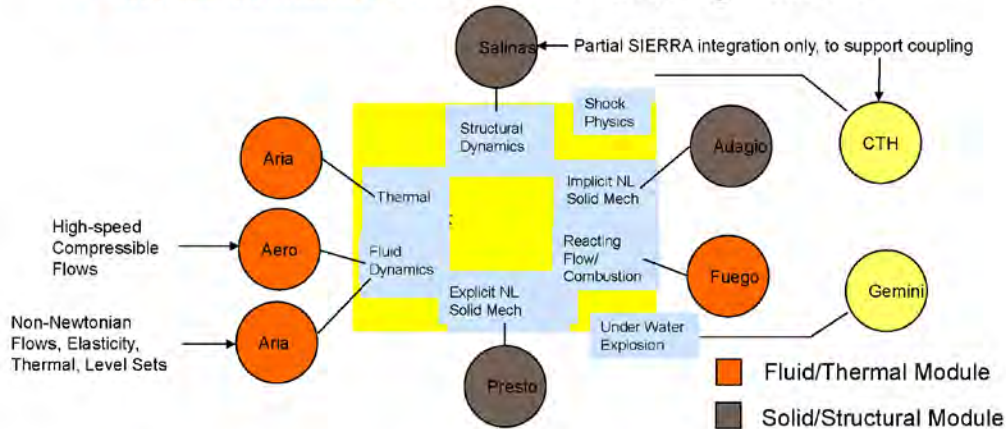 Salinas
Partial SIERRA integration only, to support coupling
Shock
Physics
Structural
Dynamics
Aria
Adagio
CTH
Thermal
Implicit NL
Solid Mech
High-speed
Compressible
Flows
Aero
Fluid
Dynamics
Reacting
Flow/
Combustion
Fuego
Gemini
Explicit NL
Solid Mech
Non-Newtonian
Flows, Elasticity,
Thermal, Level Sets
Aria
Under Water
Explosion
Presto
Fluid/Thermal Module
Solid/Structural Module